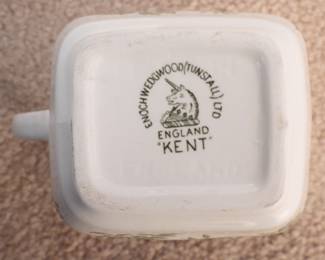 ENOCH WEDGWOOD (TUNSTALL) LTD
ENGLAND
"KENT"